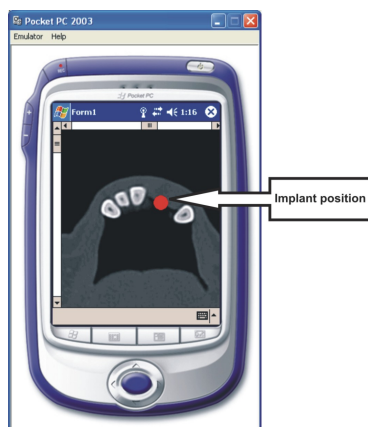 Pocket PC 2003
Emulator Help
Pocket PC
Form1
1:16
Implant position